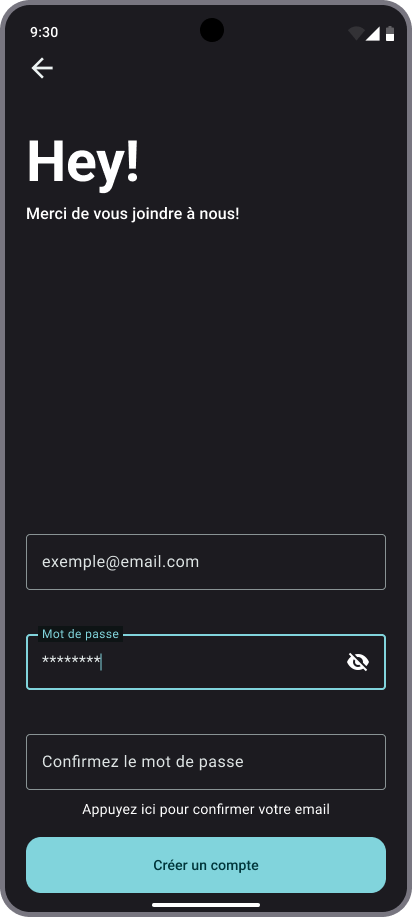 9:30
Hey!
Merci de vous joindre à nous!
exemple@email.com
Mot de passe
********
Confirmez le mot de passe
Appuyez ici pour confirmer votre email
Créer un compte